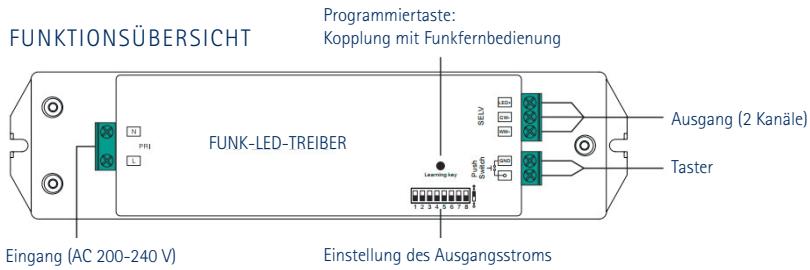 Programmiertaste:
Kopplung mit Funkfernbedienung
FUNKTIONSÜBERSICHT
LED+
CW-
WW-
SELV
Ausgang (2 Kanäle)
N
PRI
L
FUNK-LED-TREIBER
Learning key
Push
Switch
GND
Taster
1 2 3 4 5 6 7 8
Eingang (AC 200-240 V)
Einstellung des Ausgangsstroms